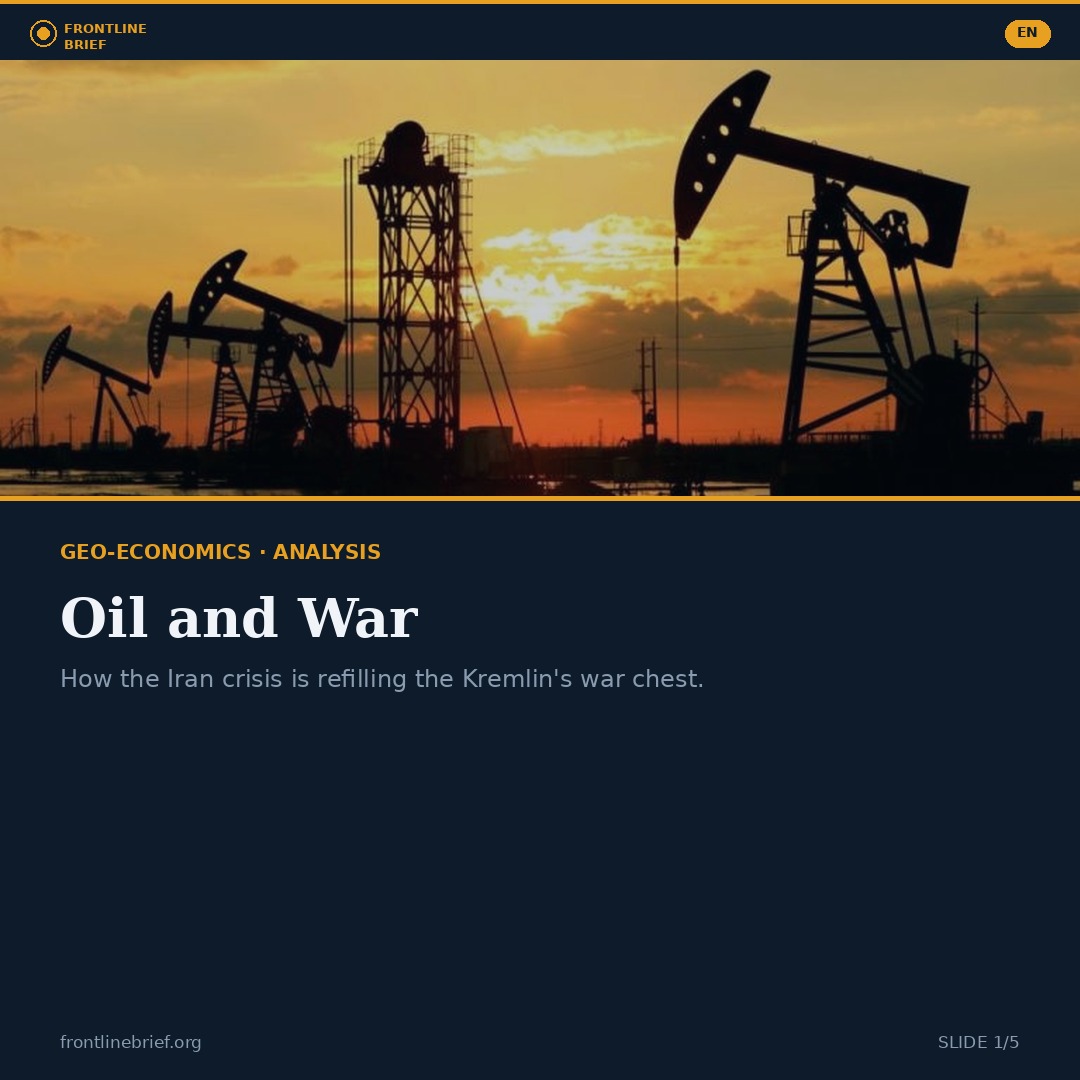 FRONTLINE
BRIEF
EN
GEO-ECONOMICS · ANALYSIS
Oil and War
How the Iran crisis is refilling the Kremlin's war chest.
frontlinebrief.org
SLIDE 1/5